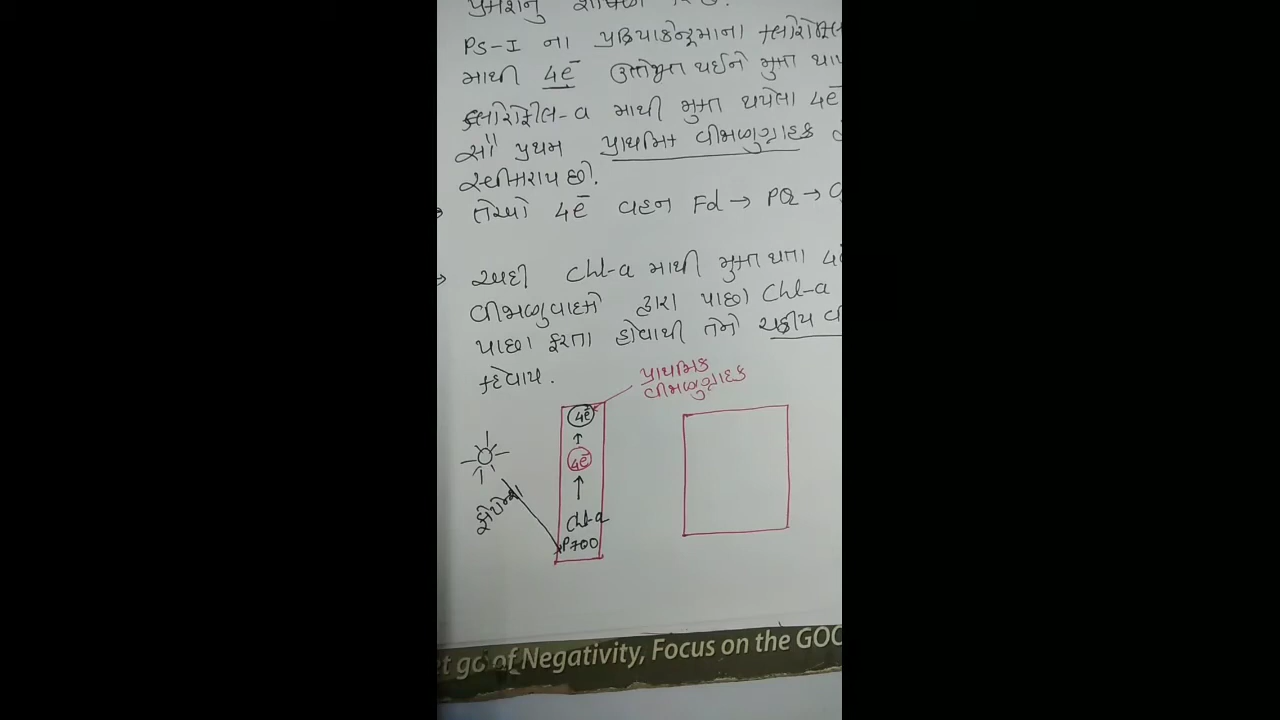 Ps-I ના પ્રક્રિયાકેન્દ્રમાના ક્લોરોફિલ
માથી 4e̅ ઉત્તેજીત થઈને મુક્ત થાય
ક્લોરોફીલ-a માથી મુક્ત થયેલા 4e̅
સૌ પ્રથમ પ્રાથમિક વીજાણુગ્રાહક
સ્વીકારાય છે.
તેઓ 4e̅ વહન Fd → PQ →
અહી Chl-a માથી મુક્ત થતા 4e̅
વીજાણુવાહકો દ્વારા પાછા Chl-a
પાછા ફરતા હોવાથી તેને ચક્રીય વી
કહેવાય.
પ્રાથમિક
વીજાણુગ્રાહક
4e̅
4e̅
ફોટોન્સ
Chl-a
P700
go of Negativity, Focus on the GOO